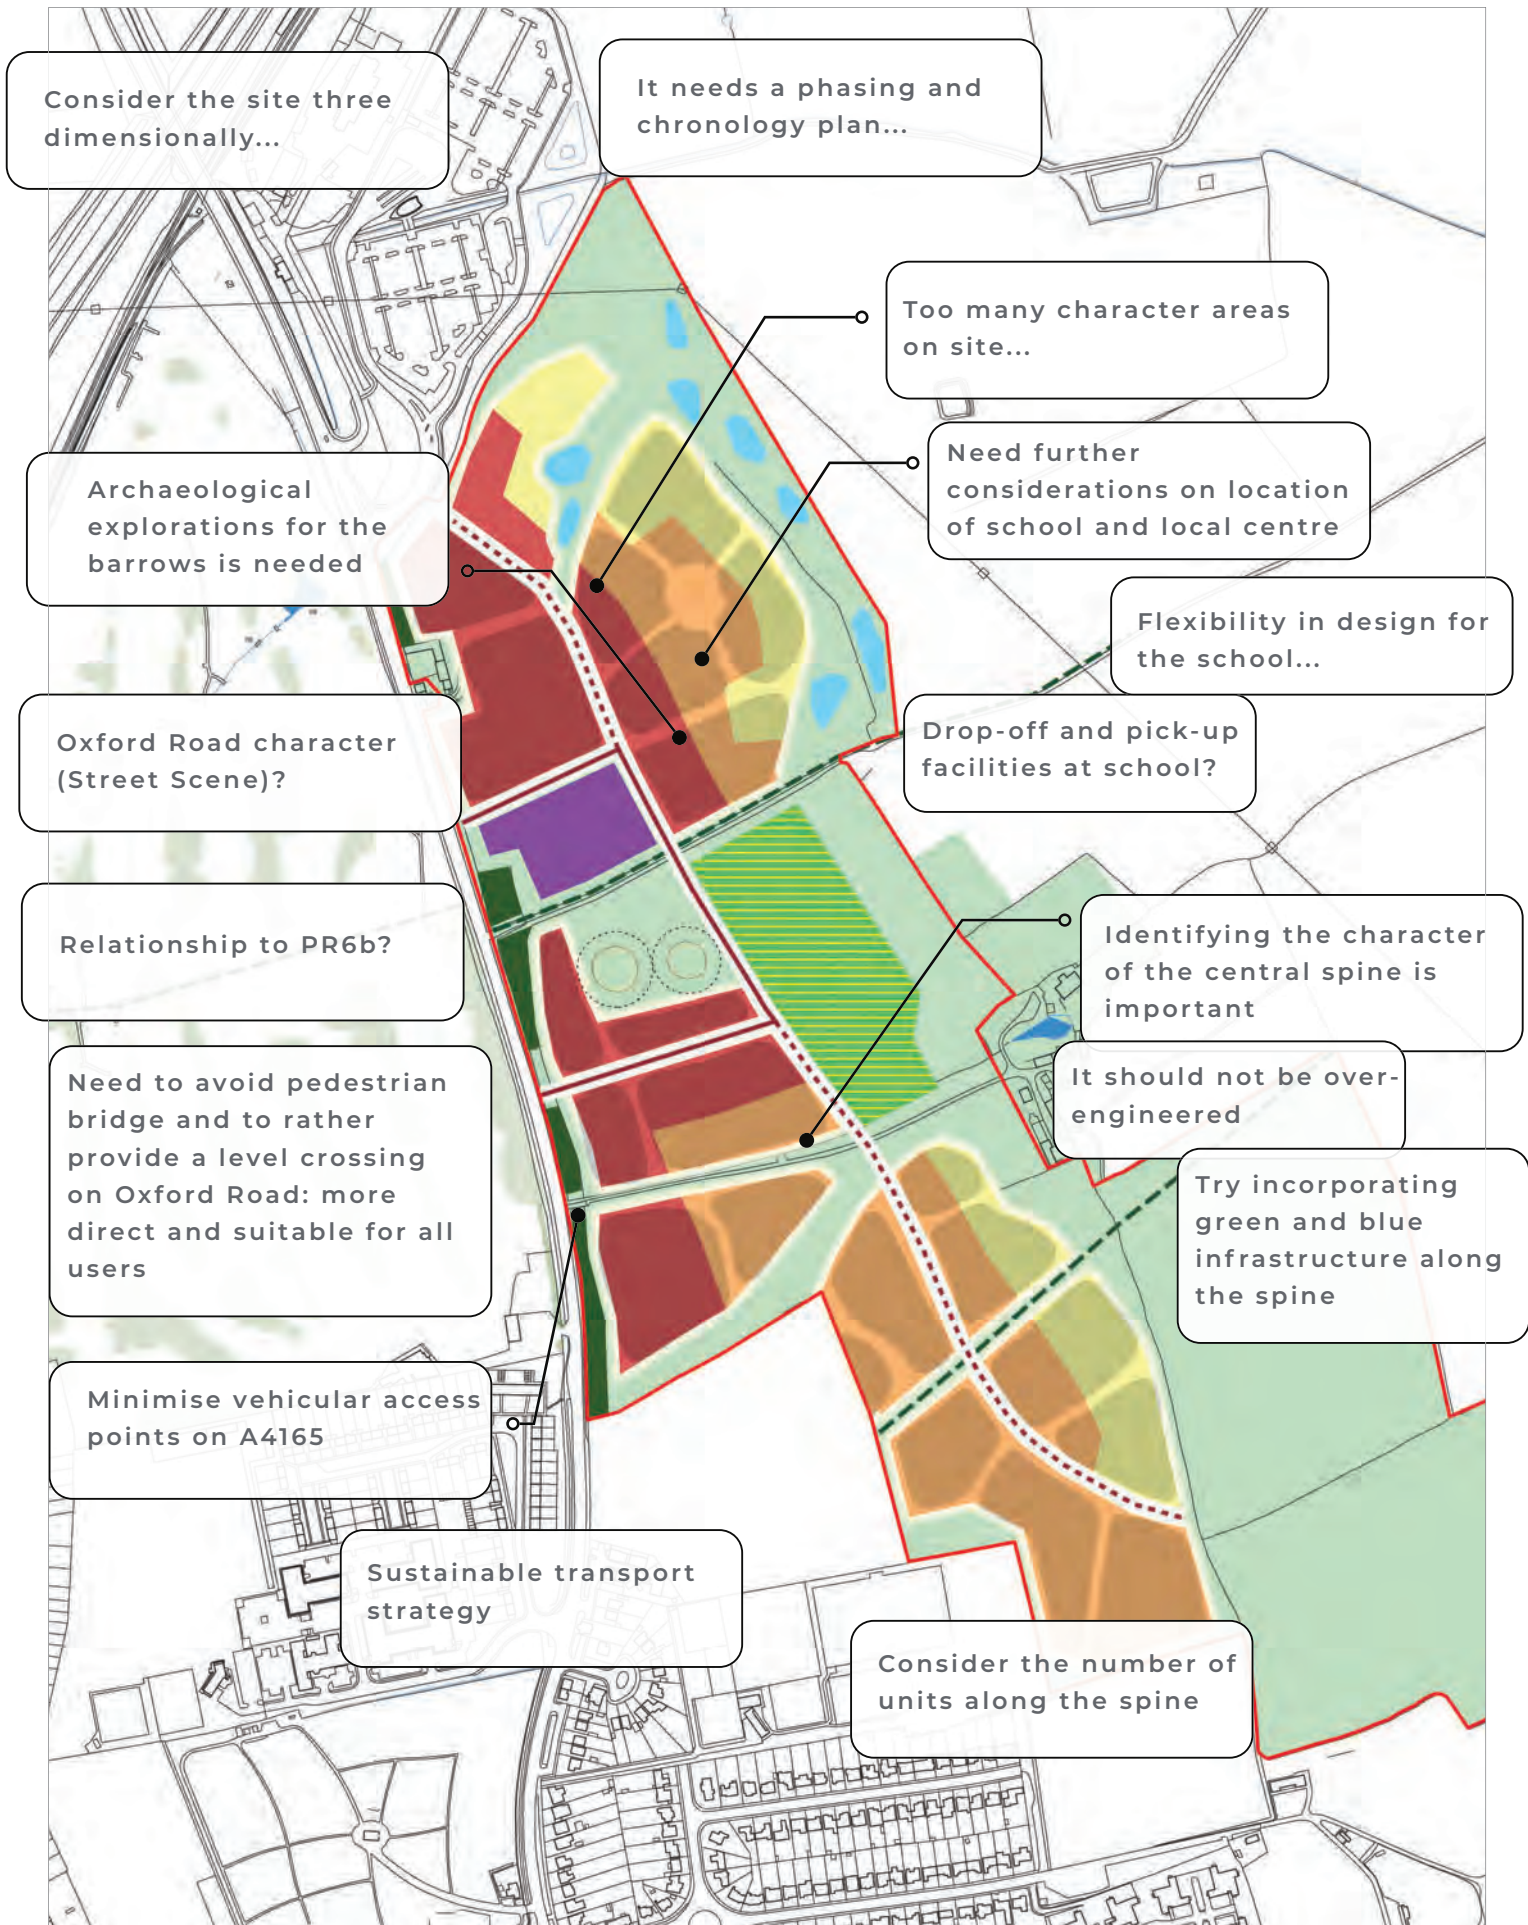 Consider the site three
dimensionally...
It needs a phasing and
chronology plan...
Too many character areas
on site...
Need further
considerations on location
of school and local centre
Archaeological
explorations for the
barrows is needed
Flexibility in design for
the school...
Oxford Road character
(Street Scene)?
Drop-off and pick-up
facilities at school?
Relationship to PR6b?
Identifying the character
of the central spine is
important
Need to avoid pedestrian
bridge and to rather
provide a level crossing
on Oxford Road: more
direct and suitable for all
users
It should not be over-
engineered
Try incorporating
green and blue
infrastructure along
the spine
Minimise vehicular access
points on A4165
Sustainable transport
strategy
Consider the number of
units along the spine